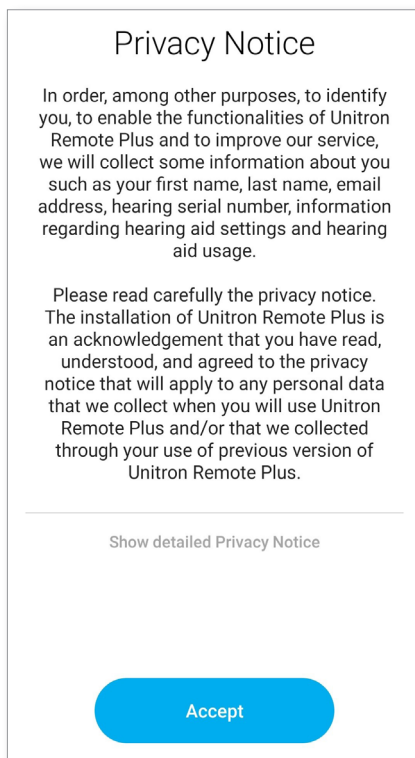 Privacy Notice
In order, among other purposes, to identify
you, to enable the functionalities of Unitron
Remote Plus and to improve our service,
we will collect some information about you
such as your first name, last name, email
address, hearing serial number, information
regarding hearing aid settings and hearing
aid usage.
Please read carefully the privacy notice.
The installation of Unitron Remote Plus is
an acknowledgement that you have read,
understood, and agreed to the privacy
notice that will apply to any personal data
that we collect when you will use Unitron
Remote Plus and/or that we collected
through your use of previous version of
Unitron Remote Plus.
Show detailed Privacy Notice
Accept